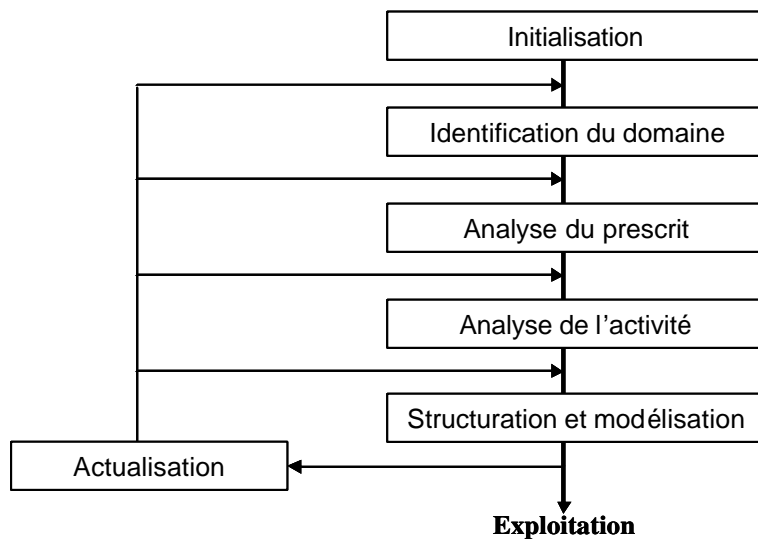 Initialisation
Identification du domaine
Analyse du prescrit
Analyse de l’activité
Structuration et modélisation
Actualisation
Exploitation